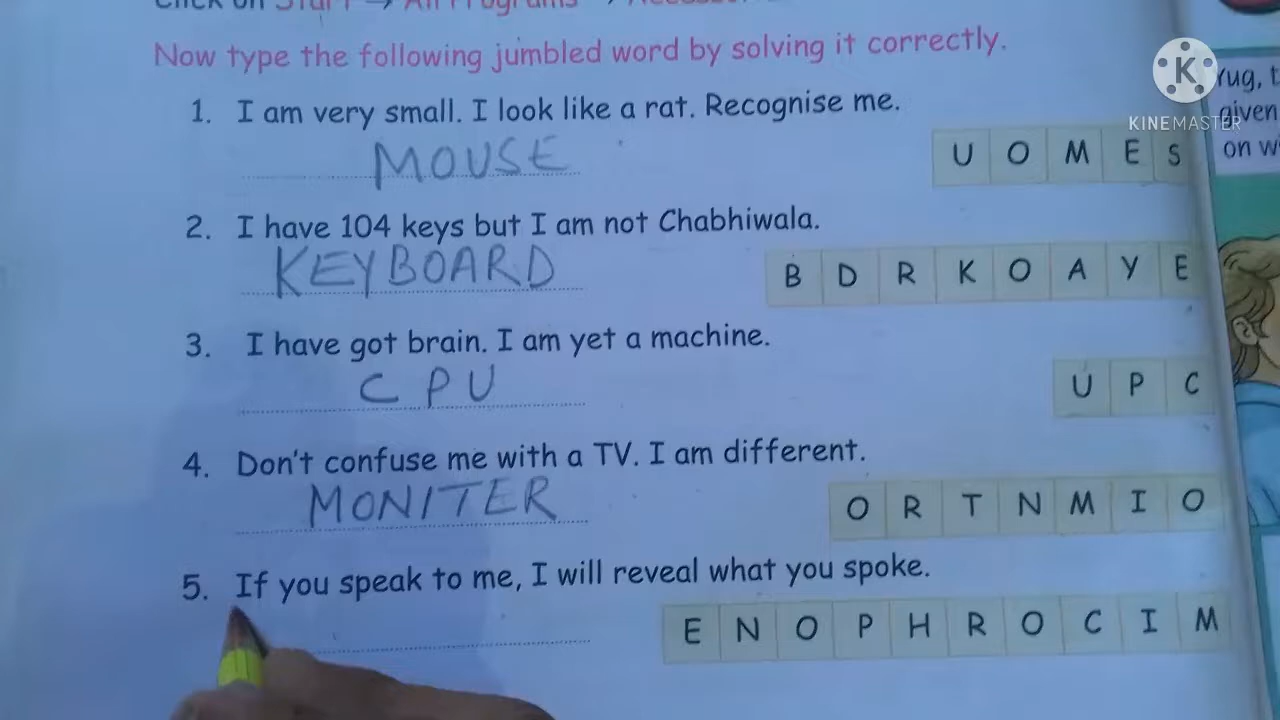 Now type the following jumbled word by solving it correctly.
1. I am very small. I look like a rat. Recognise me.
MOUSE
U O M E S
2. I have 104 keys but I am not Chabhiwala.
KEYBOARD
B D R K O A Y E
3. I have got brain. I am yet a machine.
C P U
U P C
4. Don't confuse me with a TV. I am different.
MONITER
O R T N M I O
5. If you speak to me, I will reveal what you spoke.
E N O P H R O C I M
K
KINEMASTER
Yug,
given
on